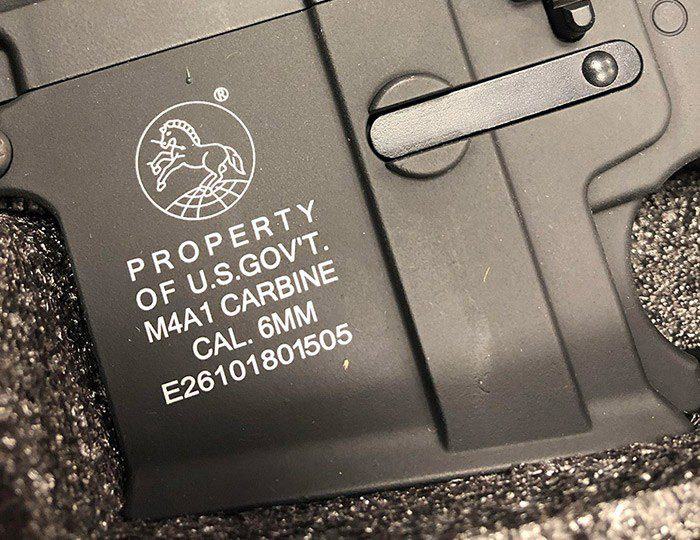 ®
PROPERTY
OF U.S.GOV'T.
M4A1 CARBINE
CAL. 6MM
E26101801505